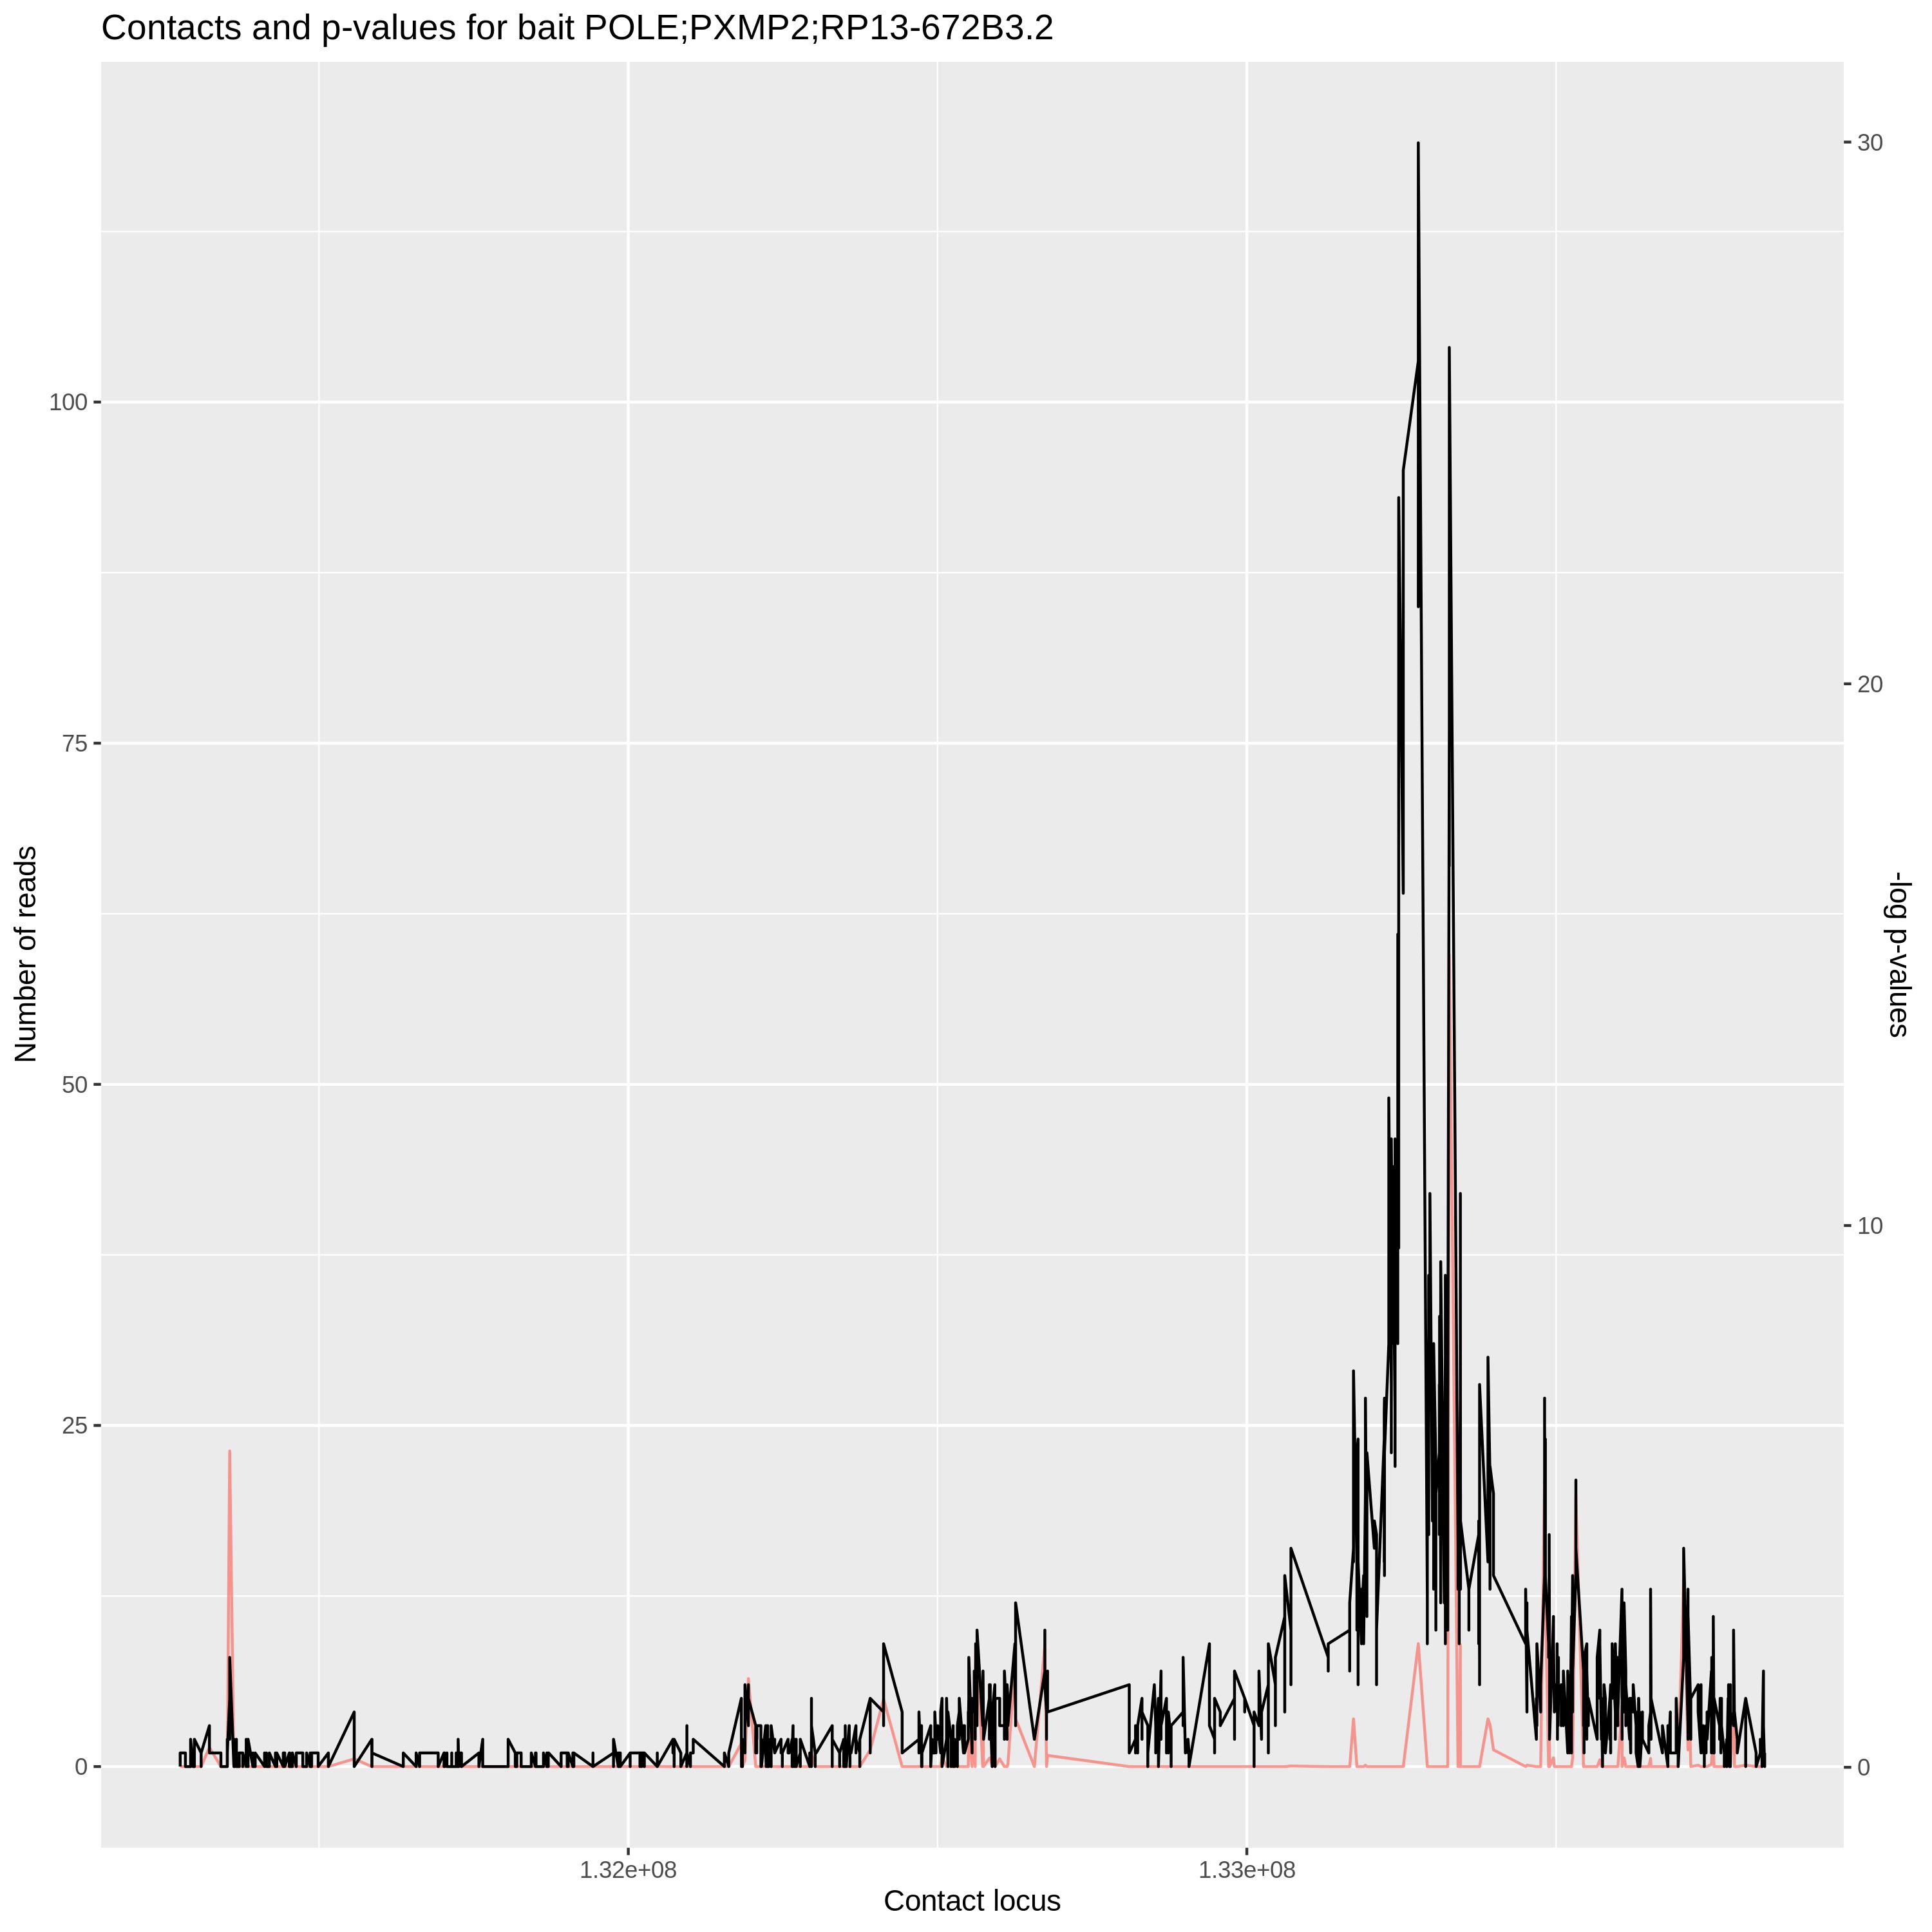 Contacts and p-values for bait POLE;PXMP2;RP13-672B3.2
Number of reads
100
75
50
25
0
30
20
10
0
-log p-values
1.32e+08
1.33e+08
Contact locus